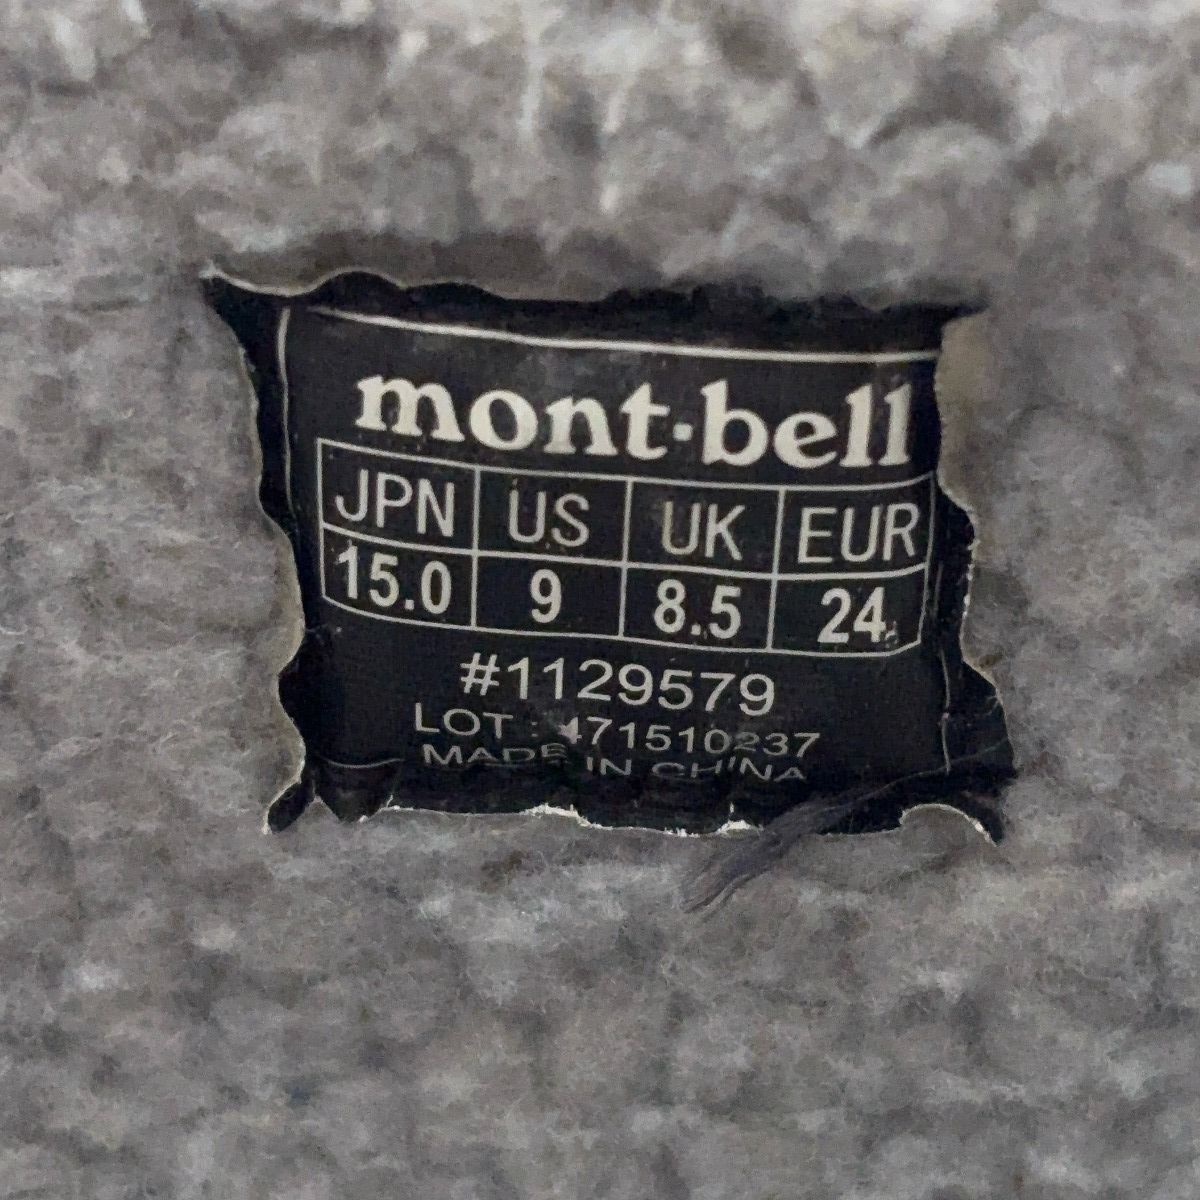 mont-bell
JPN US UK EUR
15.0 9 8.5 24
#1129579
LOT : 471510237
MADE IN CHINA